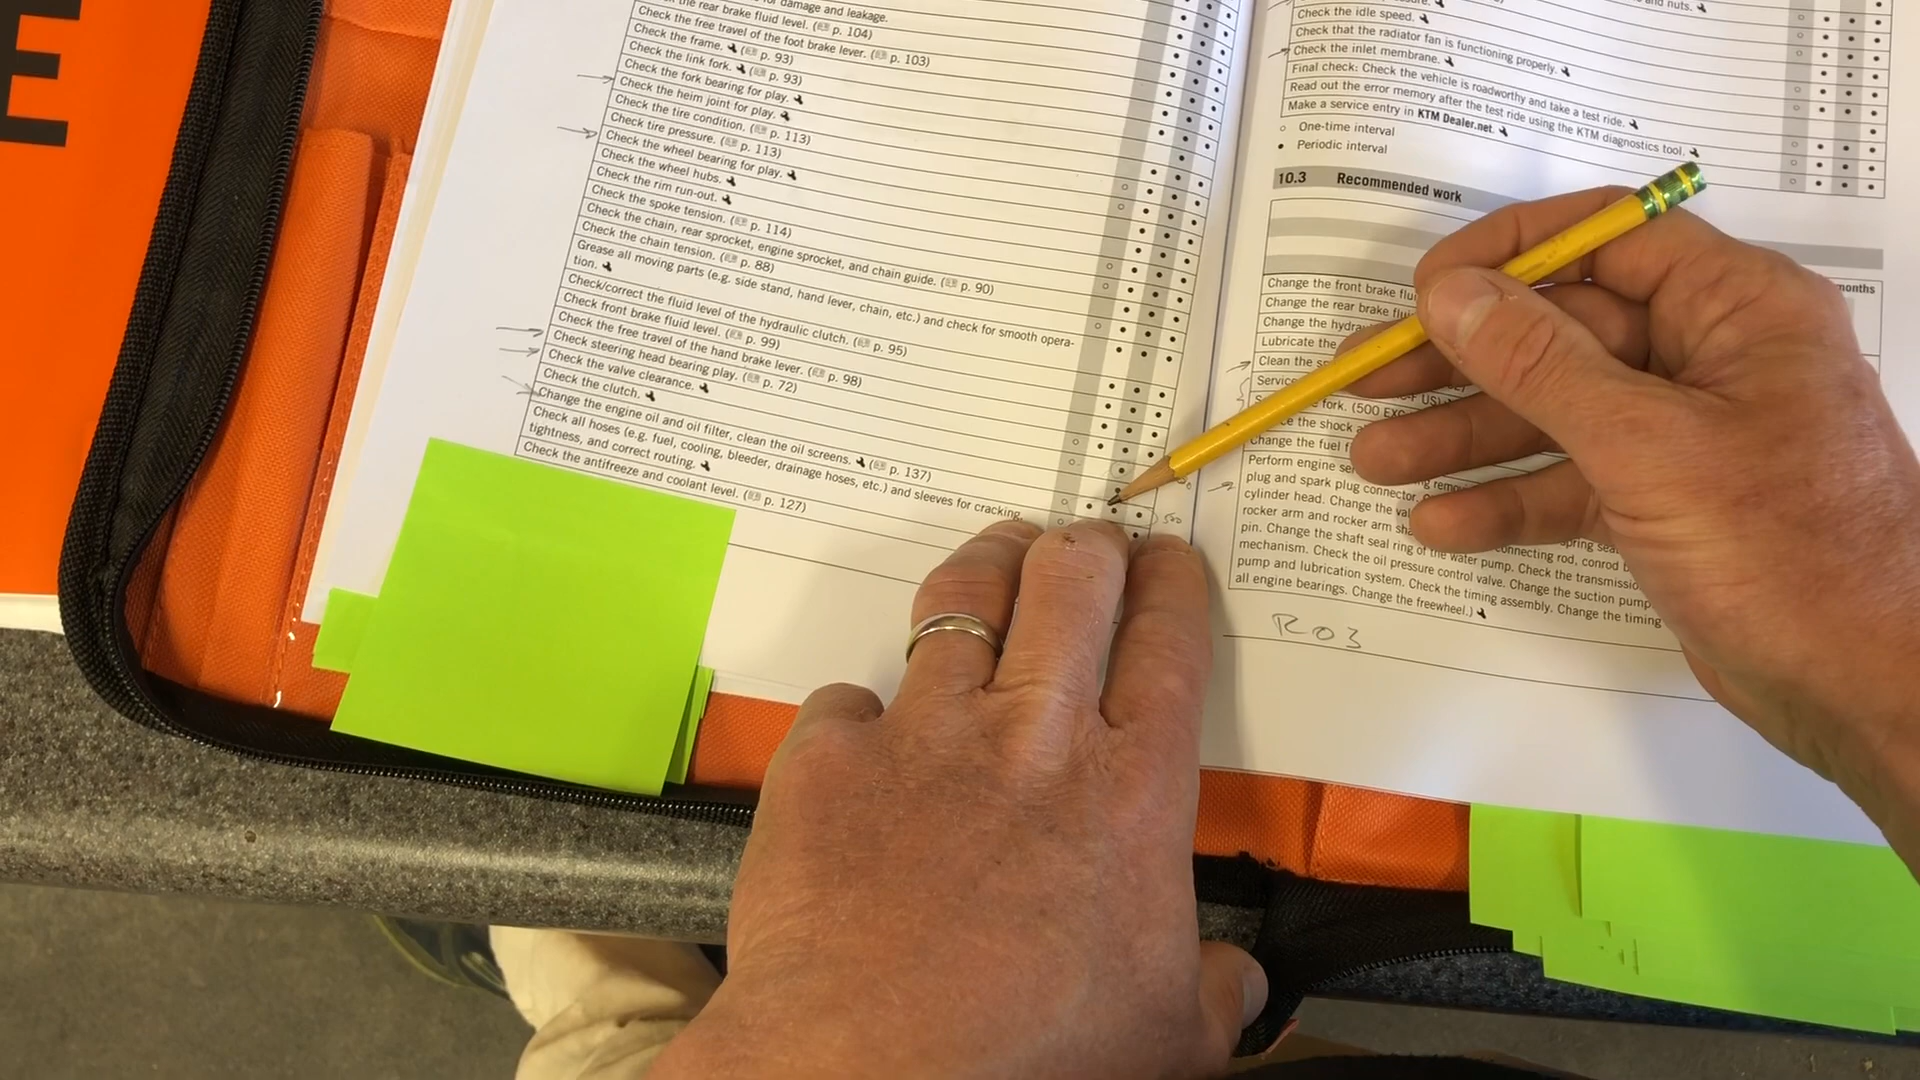 E
for damage and leakage.
the rear brake fluid level. ( p. 104)
Check the free travel of the foot brake lever. ( p. 103)
Check the frame. ( p. 93)
Check the link fork. ( p. 93)
Check the fork bearing for play.
Check the heim joint for play.
Check the tire condition. ( p. 113)
Check tire pressure. ( p. 113)
Check the wheel bearing for play.
Check the wheel hubs.
Check the rim run-out.
Check the spoke tension. ( p. 114)
Check the chain, rear sprocket, engine sprocket, and chain guide. ( p. 90)
Check the chain tension. ( p. 88)
Grease all moving parts (e.g. side stand, hand lever, chain, etc.) and check for smooth opera-
tion.
Check/correct the fluid level of the hydraulic clutch. ( p. 95)
Check front brake fluid level. ( p. 99)
Check the free travel of the hand brake lever. ( p. 98)
Check steering head bearing play. ( p. 72)
Check the valve clearance.
Check the clutch.
Change the engine oil and oil filter, clean the oil screens. ( p. 137)
Check all hoses (e.g. fuel, cooling, bleeder, drainage hoses, etc.) and sleeves for cracking,
tightness, and correct routing.
Check the antifreeze and coolant level. ( p. 127)
500
and nuts.
Check the idle speed.
Check that the radiator fan is functioning properly.
Check the inlet membrane.
Final check: Check the vehicle is roadworthy and take a test ride.
Read out the error memory after the test ride using the KTM diagnostics tool.
Make a service entry in KTM Dealer.net.
○ One-time interval
• Periodic interval
10.3 Recommended work
months
Change the front brake
Change the rear brake
Change the
Lubricate the
Clean the
fork. (500 EXC
US)
the shock
Change the fuel
Perform engine
plug and spark plug connector.
cylinder head. Change the
rocker arm and rocker arm
spring
pin. Change the shaft seal ring of the water pump. Check the
connecting rod, conrod
mechanism. Check the oil pressure control valve. Change the suction pump
pump and lubrication system. Check the timing assembly. Change the timing
all engine bearings. Change the freewheel.)
R03